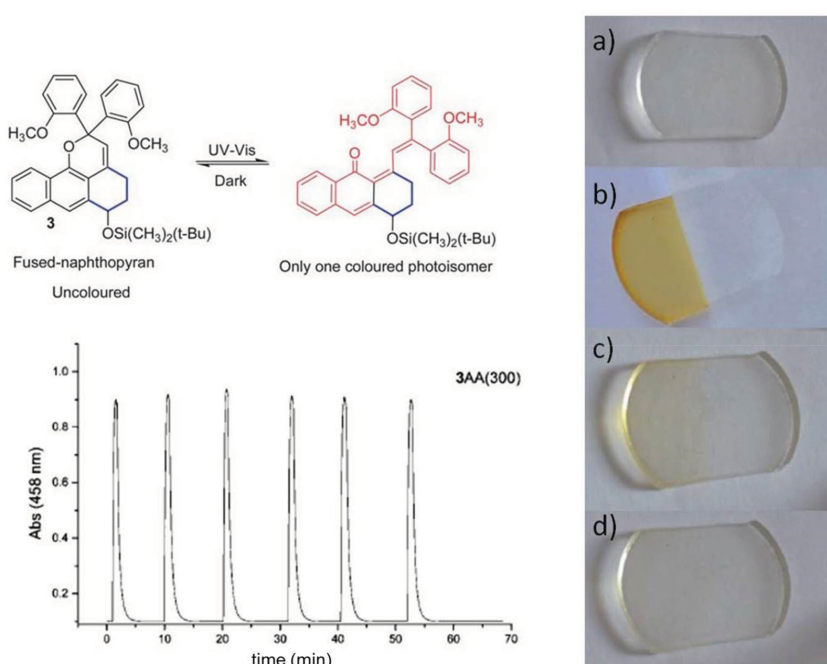 H₃CO
OCH₃
O
3
OSi(CH₃)₂(t-Bu)
Fused-naphthopyran
Uncoloured
UV-Vis
Dark
H₃CO
OCH₃
O
OSi(CH₃)₂(t-Bu)
Only one coloured photoisomer
3AA(300)
Abs (458 nm)
1.0
0.8
0.6
0.4
0.2
0 10 20 30 40 50 60 70
time (min)
a)
b)
c)
d)